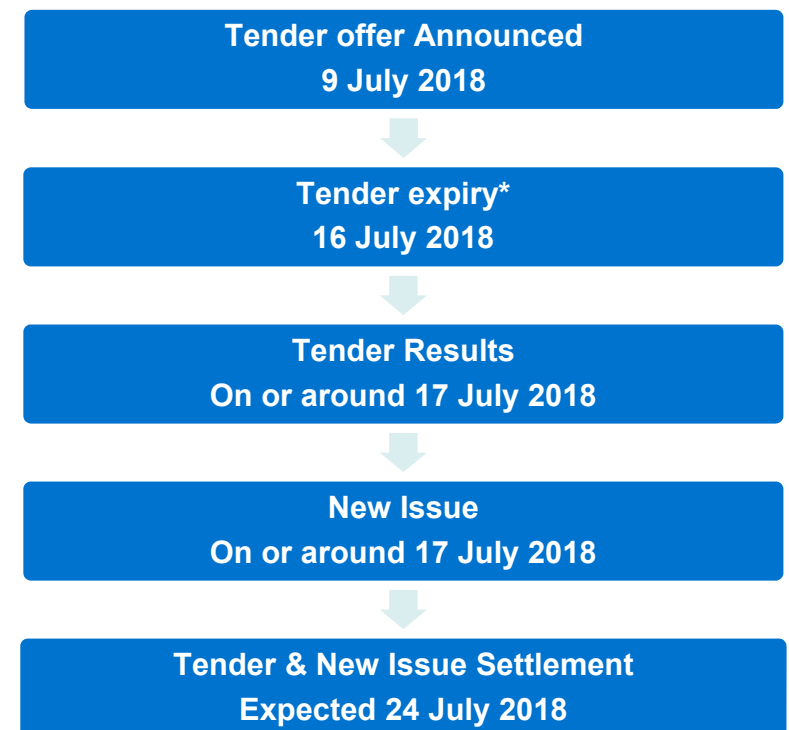 Tender offer Announced
9 July 2018
Tender expiry*
16 July 2018
Tender Results
On or around 17 July 2018
New Issue
On or around 17 July 2018
Tender & New Issue Settlement
Expected 24 July 2018